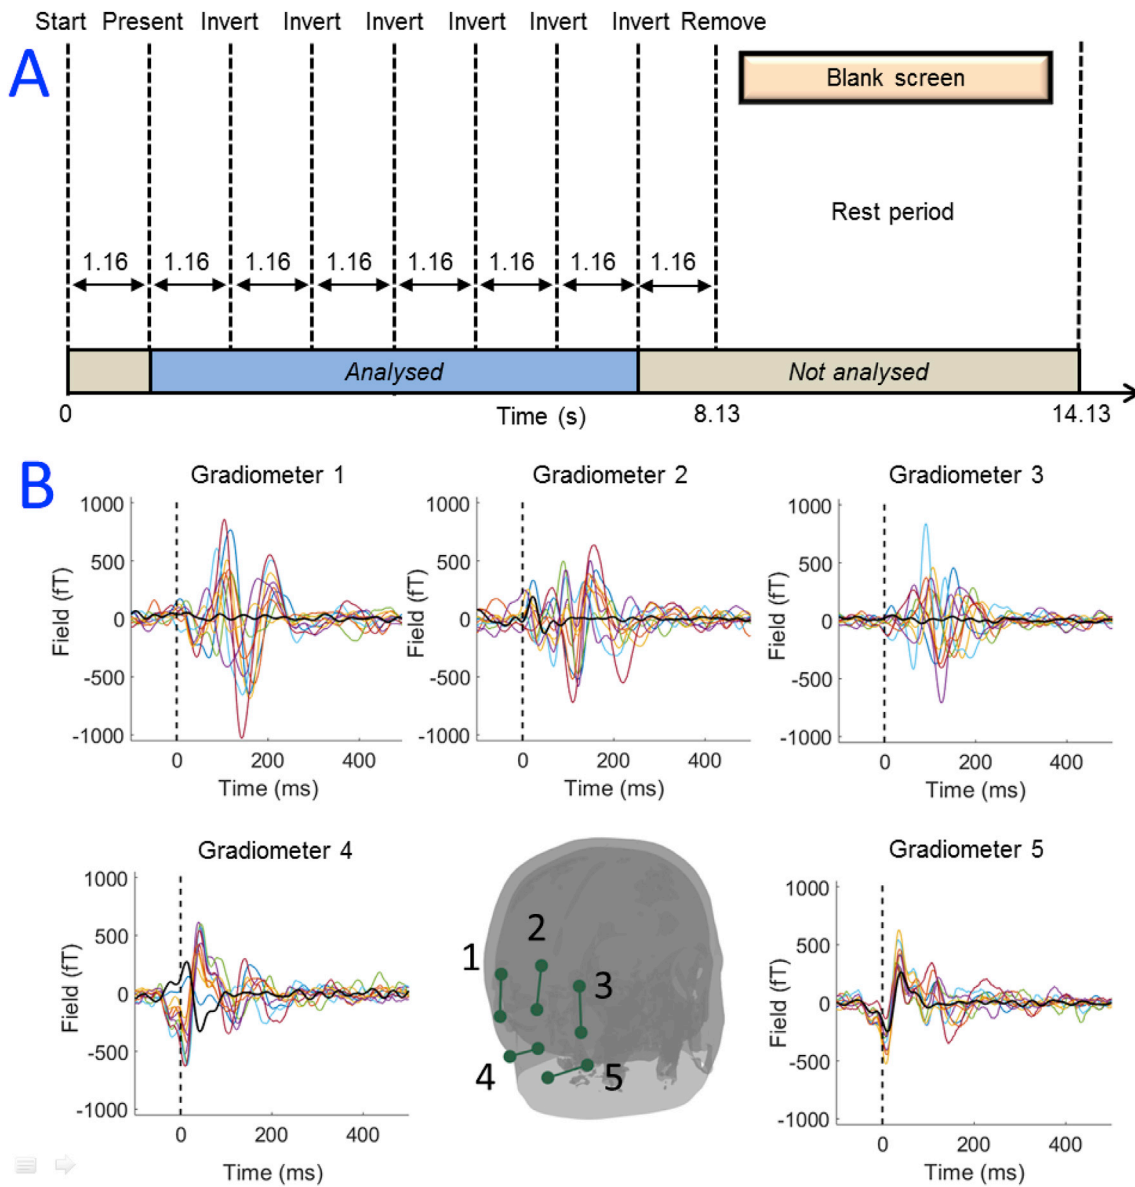 Start Present Invert Invert Invert Invert Invert Invert Remove
A
Blank screen
Rest period
1.16 1.16 1.16 1.16 1.16 1.16 1.16 1.16
Analysed Not analysed
0 Time (s) 8.13 14.13
B
Gradiometer 1
1000
500
0
-500
-1000
Field (fT)
0 200 400
Time (ms)
Gradiometer 2
1000
500
0
-500
-1000
Field (fT)
0 200 400
Time (ms)
Gradiometer 3
1000
500
0
-500
-1000
Field (fT)
0 200 400
Time (ms)
Gradiometer 4
1000
500
0
-500
-1000
Field (fT)
0 200 400
Time (ms)
1
2
3
4
5
Gradiometer 5
1000
500
0
-500
-1000
Field (fT)
0 200 400
Time (ms)